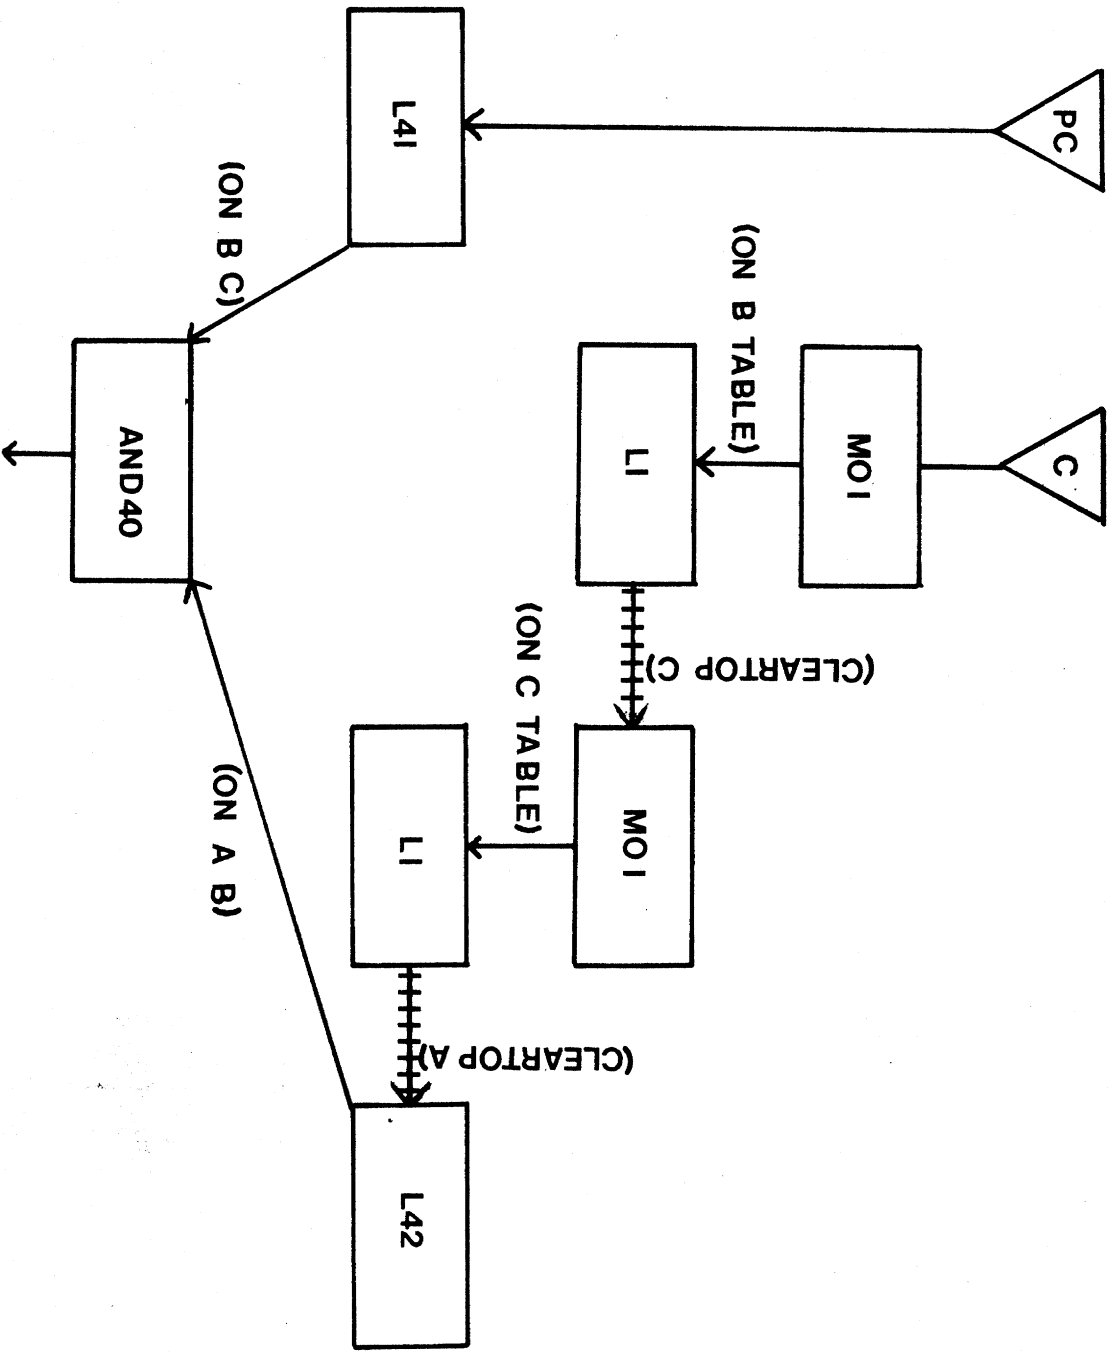 PC
L41
(ON B C)
C
MO1
(ON B TABLE)
L1
(CLEARTOP C)
MO1
(ON C TABLE)
L1
(CLEARTOP A)
L42
(ON A B)
AND40